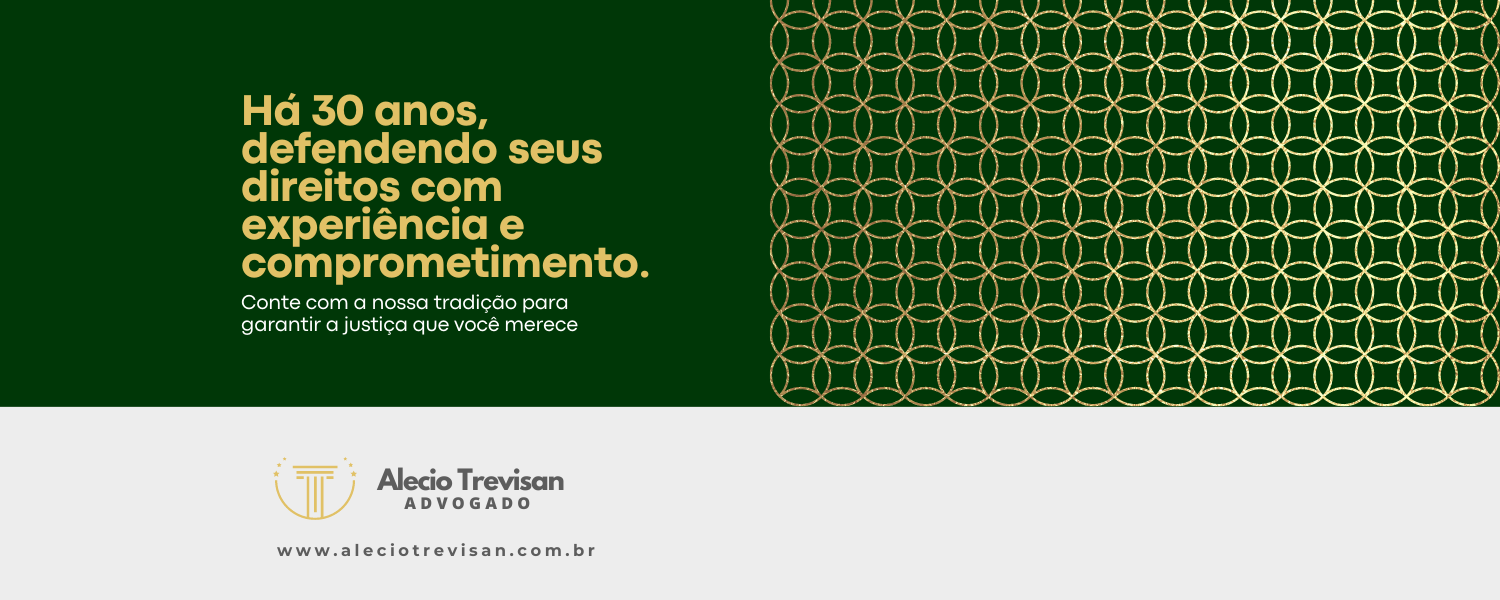 Há 30 anos,
defendendo seus
direitos com
experiência e
comprometimento.
Conte com a nossa tradição para
garantir a justiça que você merece
Alecio Trevisan
ADVOGADO
www.aleciotrevisan.com.br